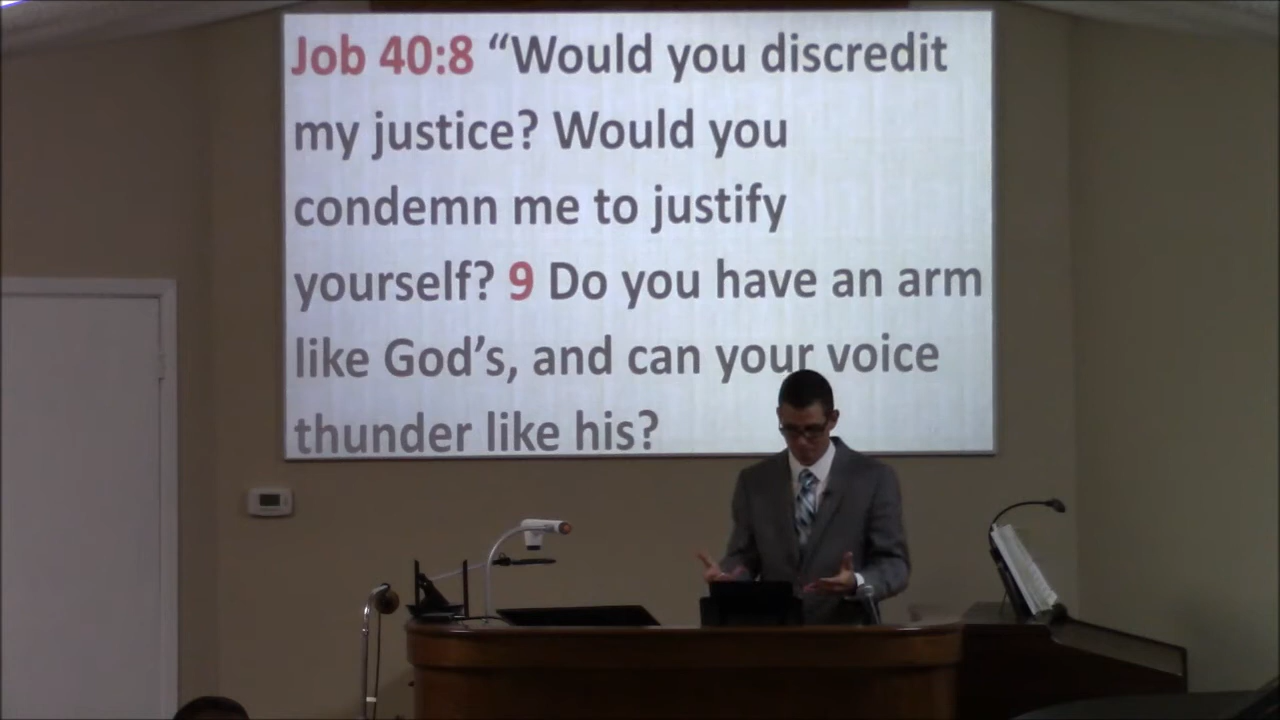 Job 40:8 “Would you discredit
my justice? Would you
condemn me to justify
yourself? 9 Do you have an arm
like God’s, and can your voice
thunder like his?